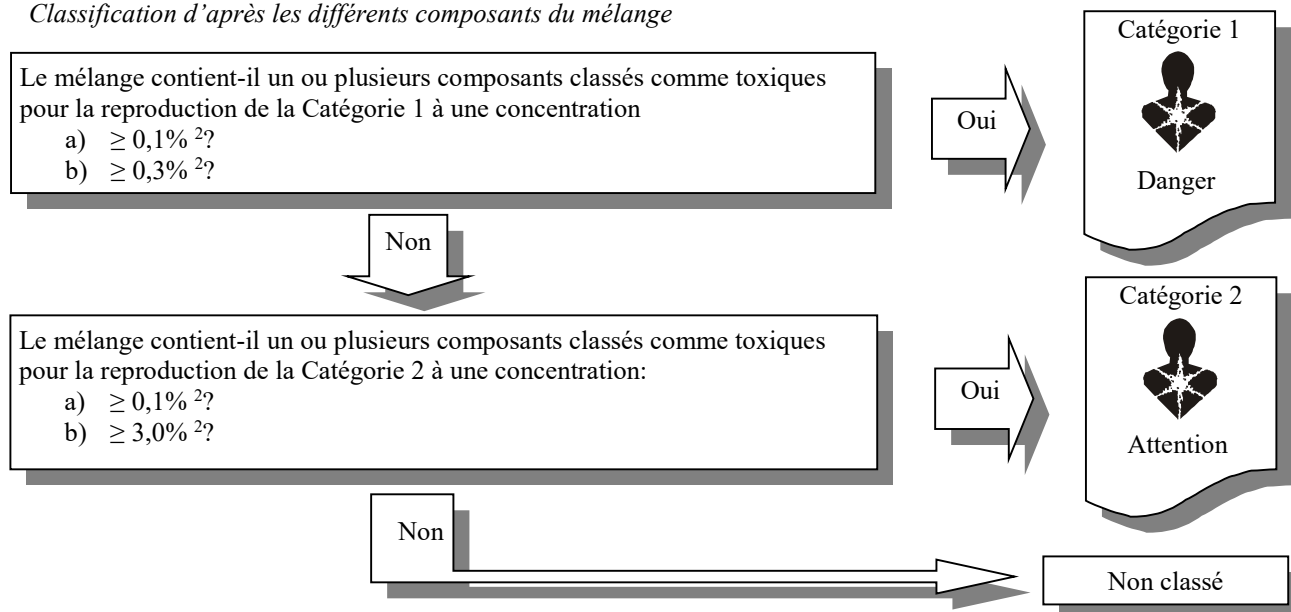 Classification d’après les différents composants du mélange
Le mélange contient-il un ou plusieurs composants classés comme toxiques
pour la reproduction de la Catégorie 1 à une concentration
a) ≥ 0,1% ²?
b) ≥ 0,3% ²?
Oui
Catégorie 1
Danger
Non
Le mélange contient-il un ou plusieurs composants classés comme toxiques
pour la reproduction de la Catégorie 2 à une concentration:
a) ≥ 0,1% ²?
b) ≥ 3,0% ²?
Oui
Catégorie 2
Attention
Non
Non classé